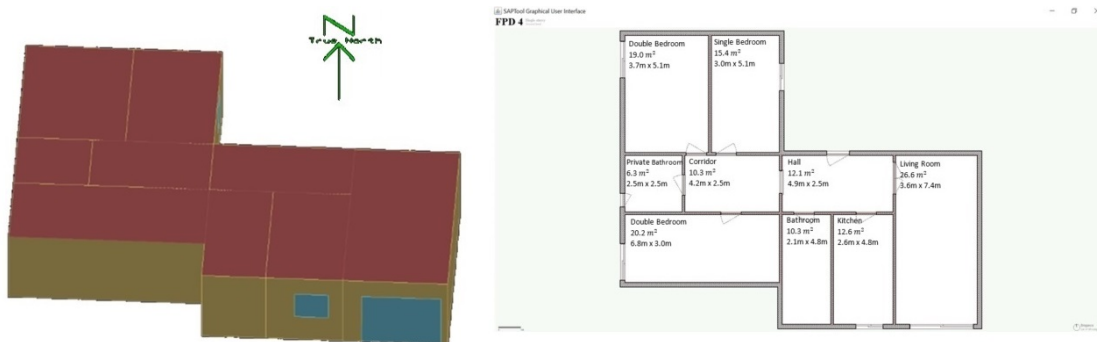 N
True North
SAPTool Graphical User Interface
FPD 4
Double Bedroom
19.0 m²
3.7m x 5.1m
Single Bedroom
15.4 m²
3.0m x 5.1m
Private Bathroom
6.3 m²
2.5m x 2.5m
Corridor
10.3 m²
4.2m x 2.5m
Hall
12.1 m²
4.9m x 2.5m
Living Room
26.6 m²
3.6m x 7.4m
Double Bedroom
20.2 m²
6.8m x 3.0m
Bathroom
10.3 m²
2.1m x 4.8m
Kitchen
12.6 m²
2.6m x 4.8m